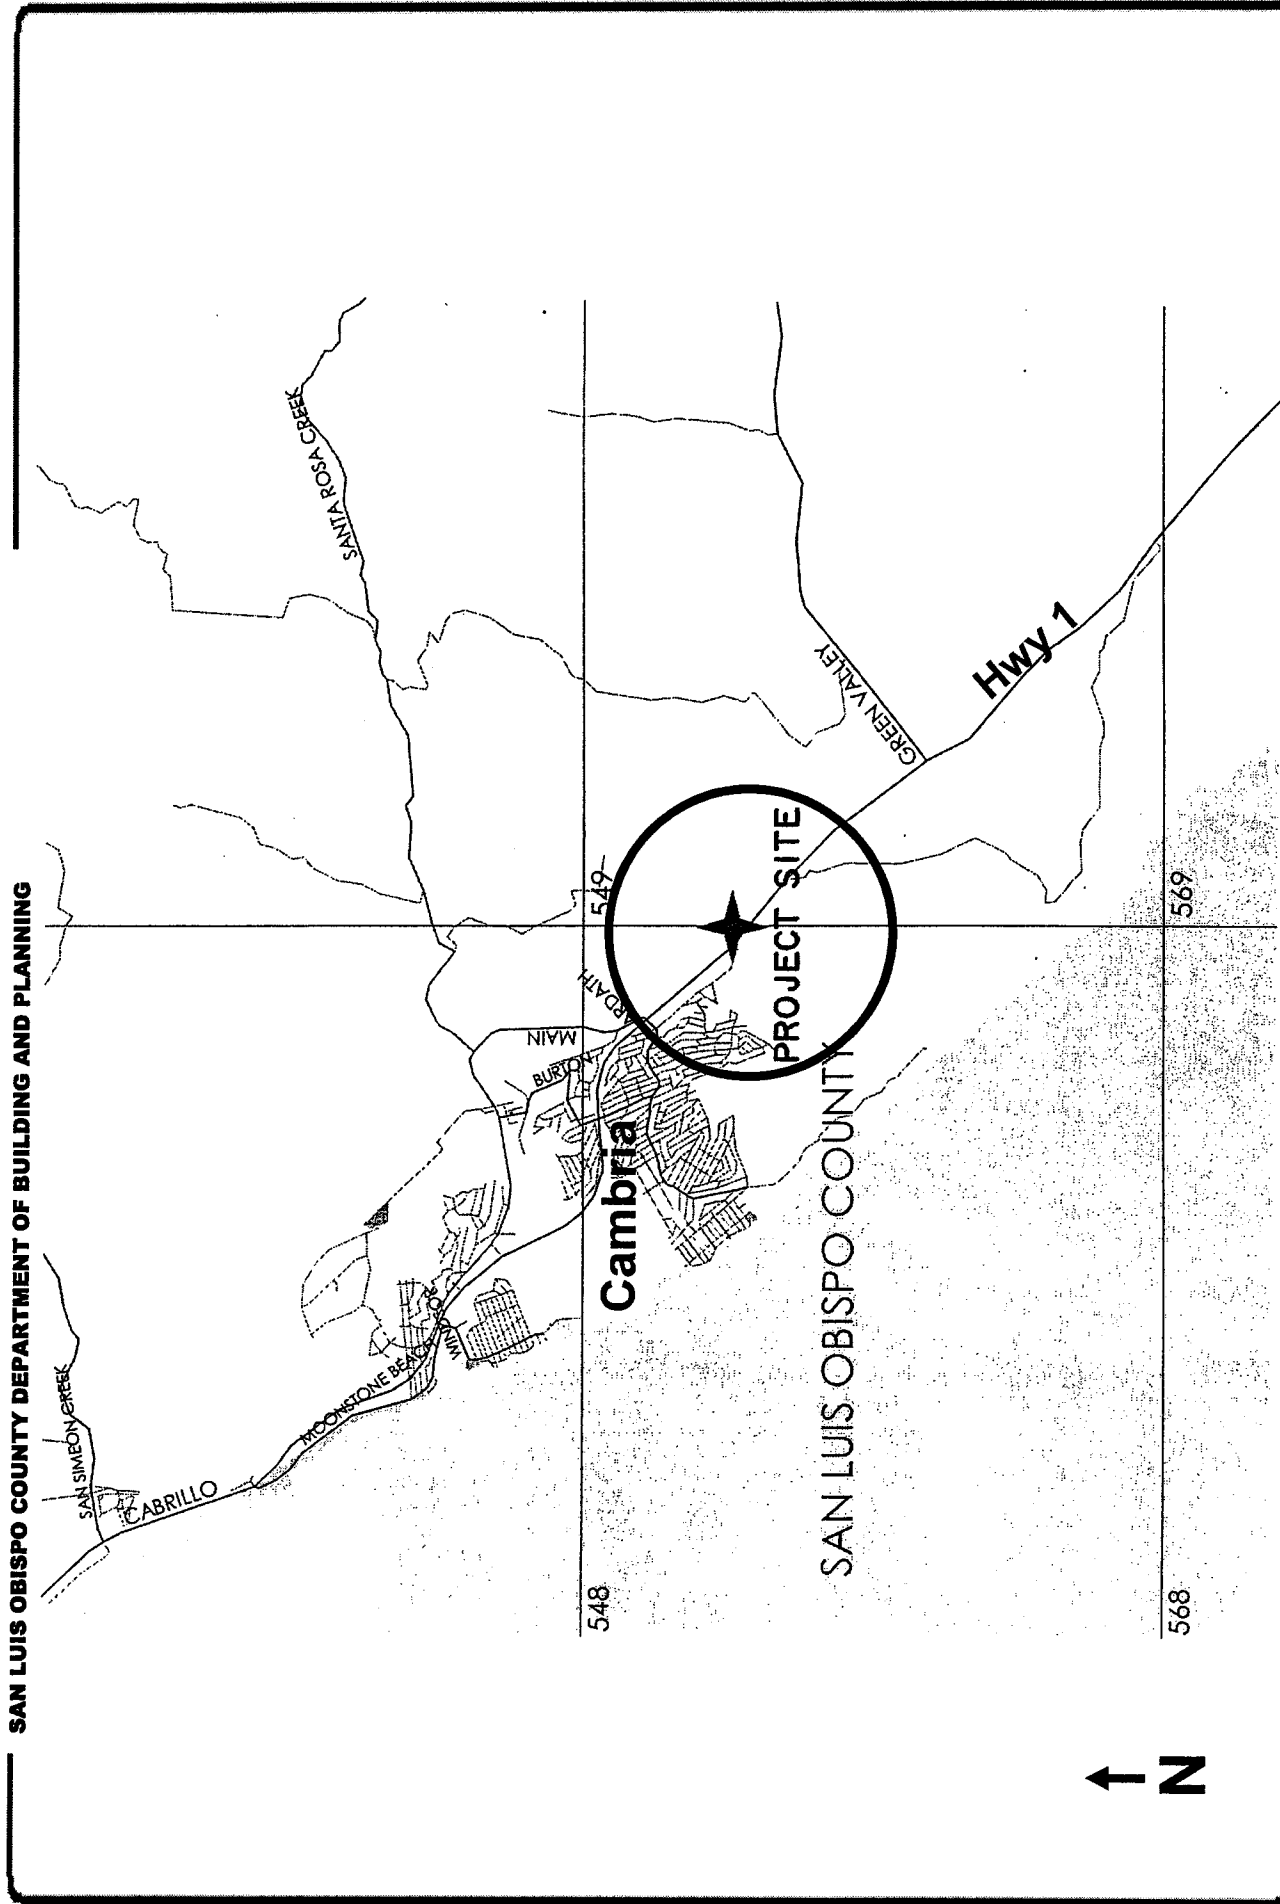 SAN LUIS OBISPO COUNTY DEPARTMENT OF BUILDING AND PLANNING
SAN SIMEON CREEK
CABRILLO
MOONSTONE BEACH
WINDSOR
SANTA ROSA CREEK
MAIN
ARDATH
BURTON
Cambria
548
549
PROJECT SITE
GREEN VALLEY
Hwy 1
SAN LUIS OBISPO COUNTY
568
569
N